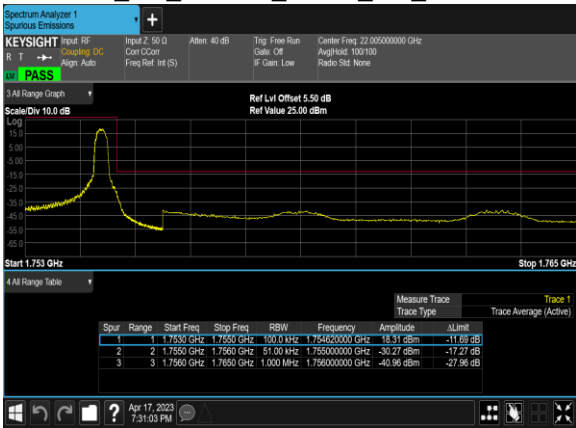 Spectrum Analyzer 1
Spurious Emissions
+
KEYSIGHT Input: RF Input Z: 50 Ω Atten: 40 dB Trig: Free Run Center Freq: 22.005000000 GHz
R T Coupling: DC Corr CCorr Gate: Off Avg|Hold: 100/100
Align: Auto Freq Ref: Int (S) IF Gain: Low Radio Std: None
PASS
3 All Range Graph
Ref Lvl Offset 5.50 dB
Scale/Div 10.0 dB Ref Value 25.00 dBm
Log
15.0
5.00
-5.00
-15.0
-25.0
-35.0
-45.0
-55.0
-65.0
Start 1.753 GHz Stop 1.765 GHz
4 All Range Table
Measure Trace Trace 1
Trace Type Trace Average (Active)
Spur Range Start Freq Stop Freq RBW Frequency Amplitude ΔLimit
1 1 1.7530 GHz 1.7550 GHz 100.0 kHz 1.754620000 GHz 18.31 dBm -11.69 dB
2 2 1.7550 GHz 1.7560 GHz 51.00 kHz 1.755000000 GHz -30.27 dBm -17.27 dB
3 3 1.7560 GHz 1.7650 GHz 1.000 MHz 1.756000000 GHz -40.96 dBm -27.96 dB
? Apr 17, 2023
7:31:03 PM